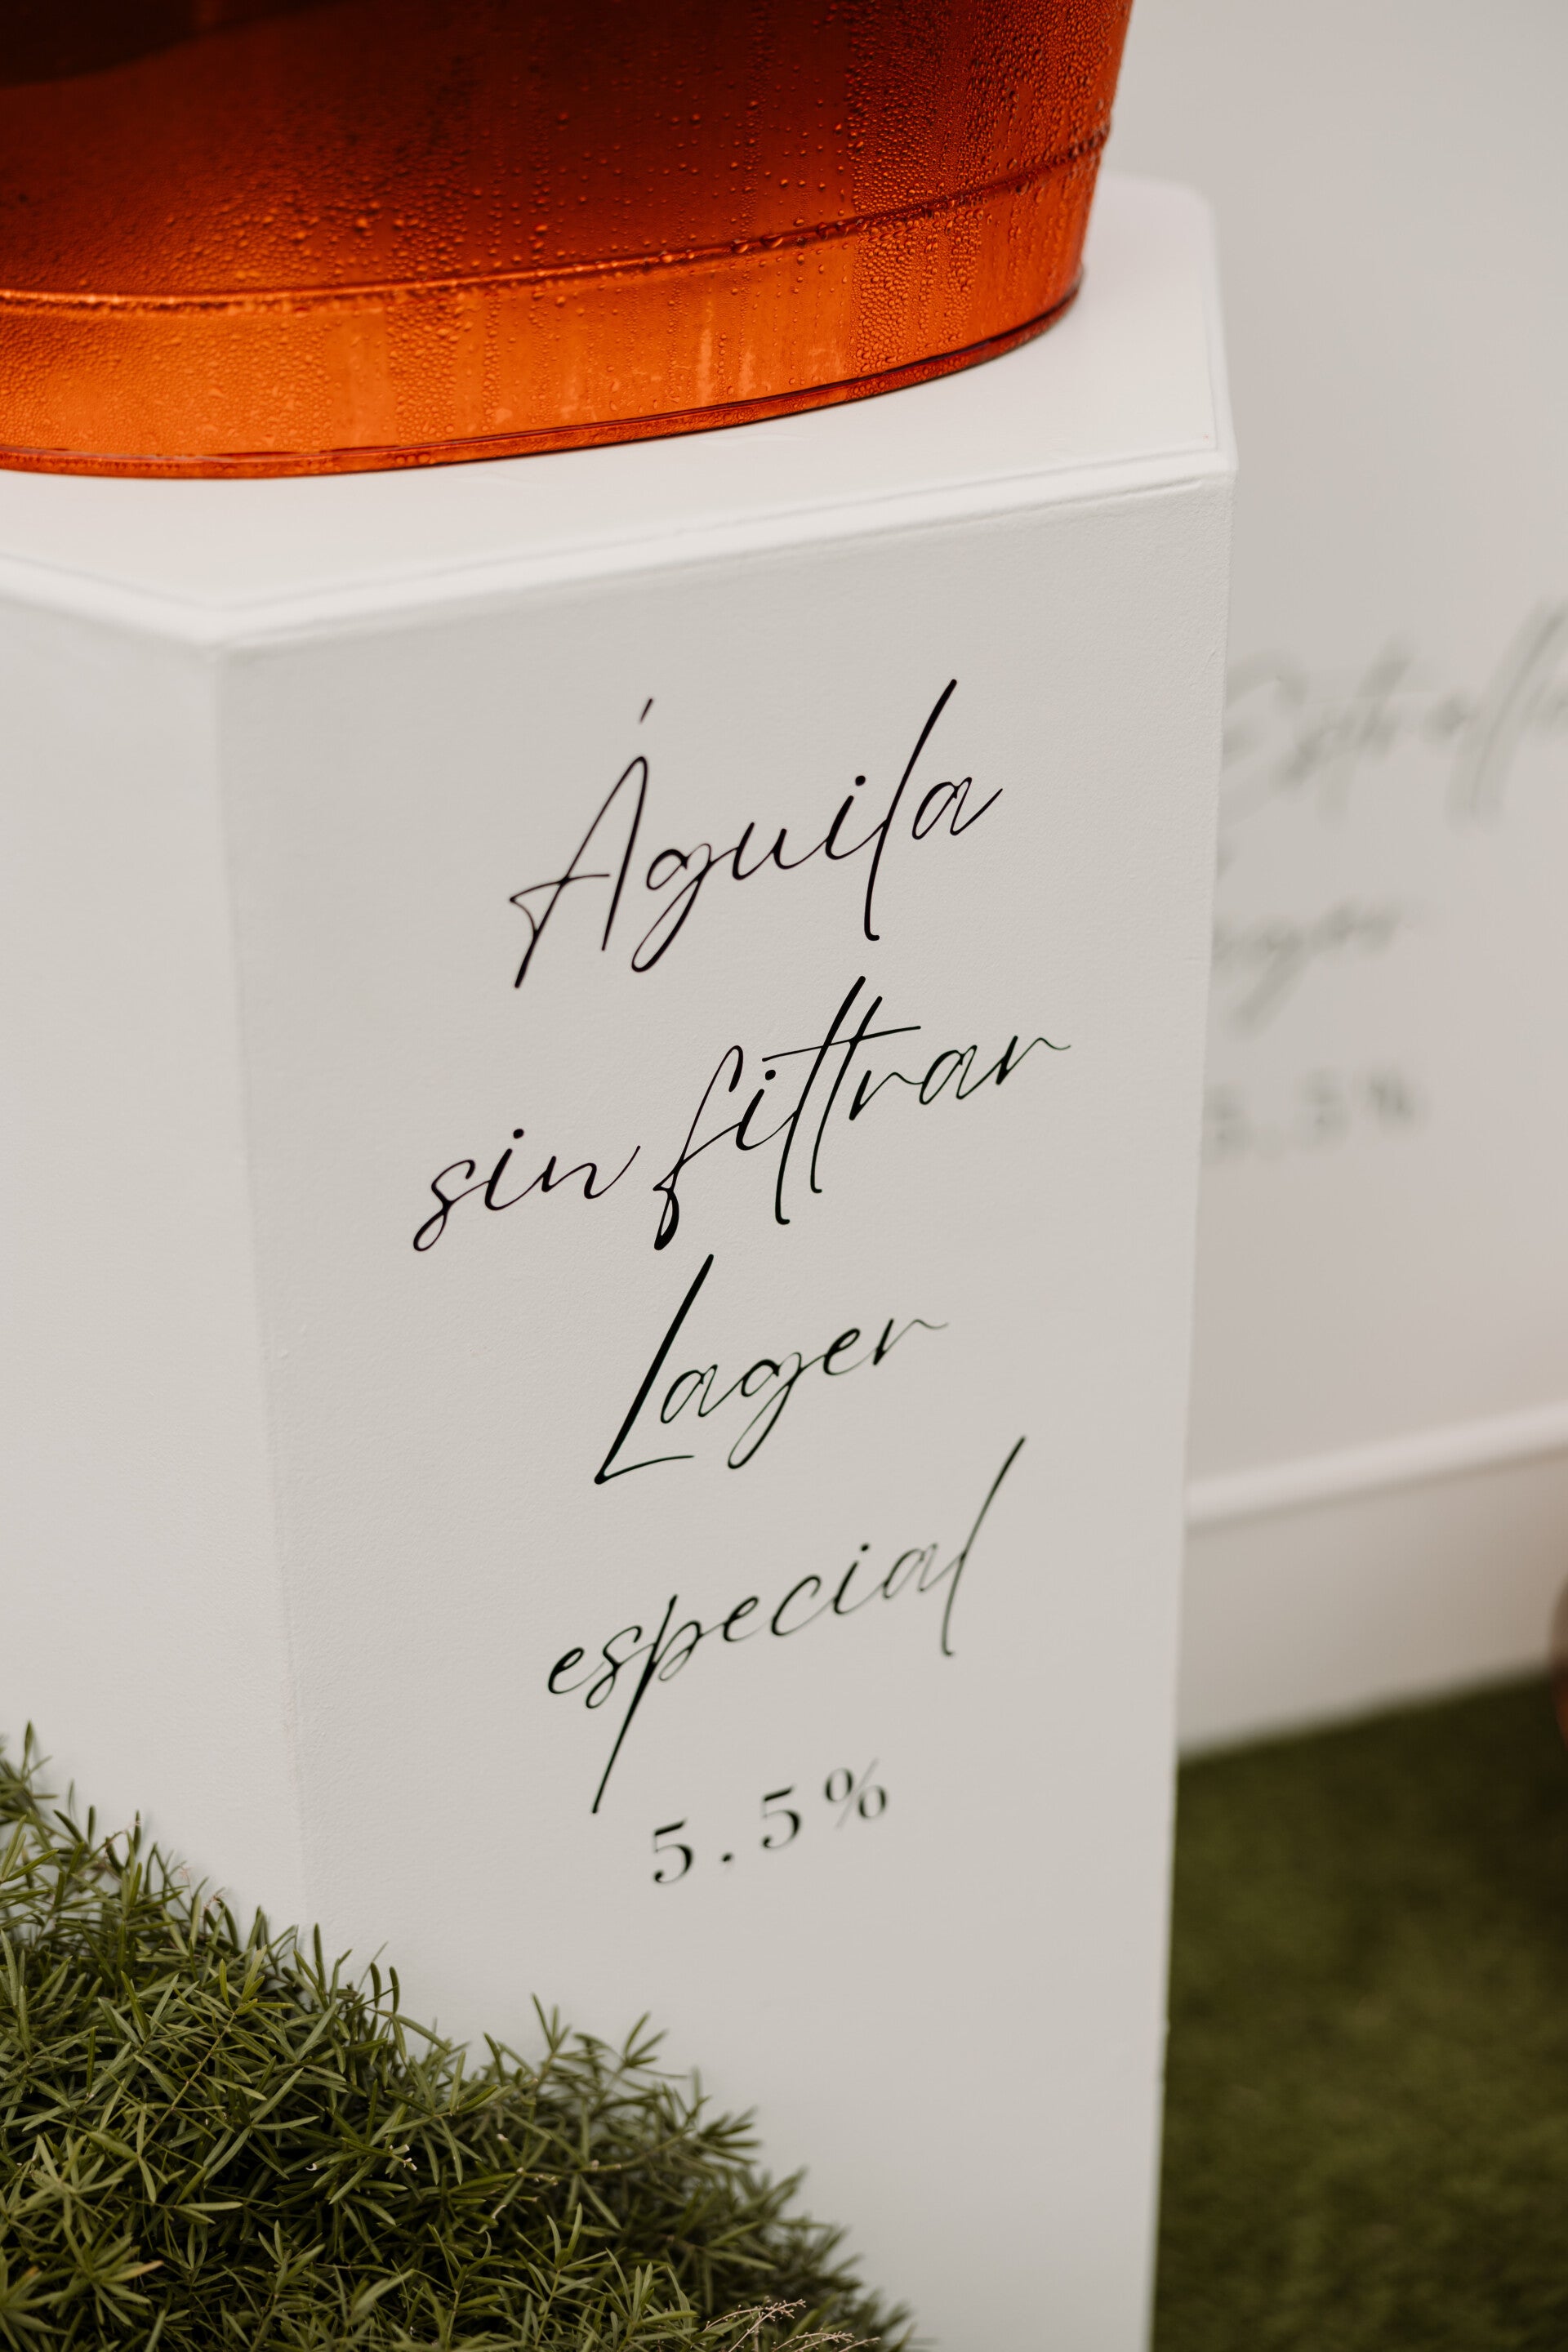 Águila
sin filtrar
Lager
especial
5.5%